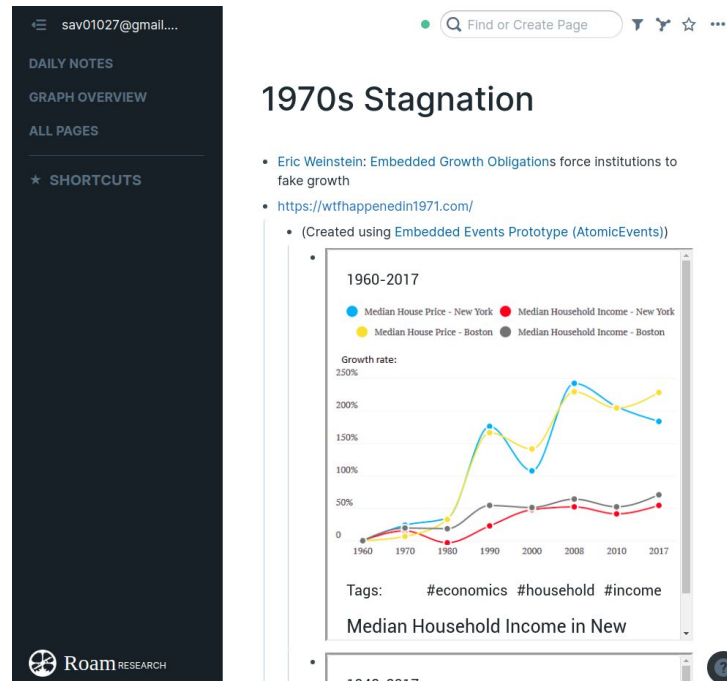 sav01027@gmail....
Find or Create Page
DAILY NOTES
GRAPH OVERVIEW
ALL PAGES
SHORTCUTS
1970s Stagnation
Eric Weinstein: Embedded Growth Obligations force institutions to
fake growth
https://wtfhappenedin1971.com/
(Created using Embedded Events Prototype (AtomicEvents))
1960-2017
Median House Price - New York Median Household Income - New York
Median House Price - Boston Median Household Income - Boston
Growth rate:
250%
200%
150%
100%
50%
0
1960 1970 1980 1990 2000 2008 2010 2017
Tags: #economics #household #income
Median Household Income in New
Roam RESEARCH
?